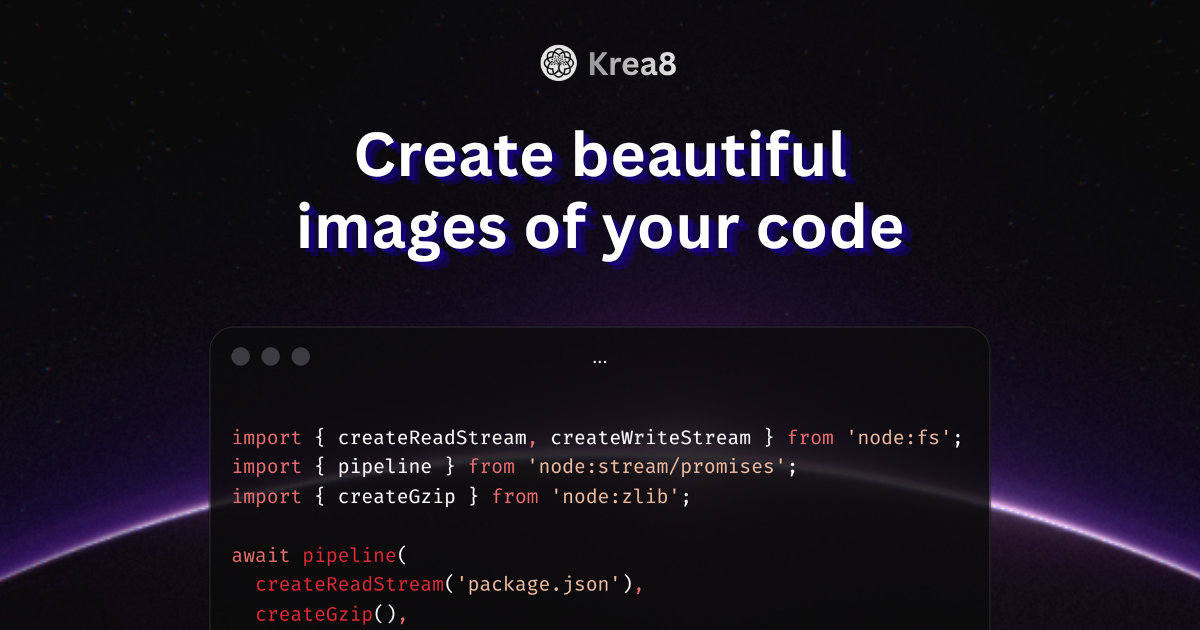 Krea8
Create beautiful
images of your code
...
import { createReadStream, createWriteStream } from 'node:fs';
import { pipeline } from 'node:stream/promises';
import { createGzip } from 'node:zlib';
await pipeline(
  createReadStream('package.json'),
  createGzip(),